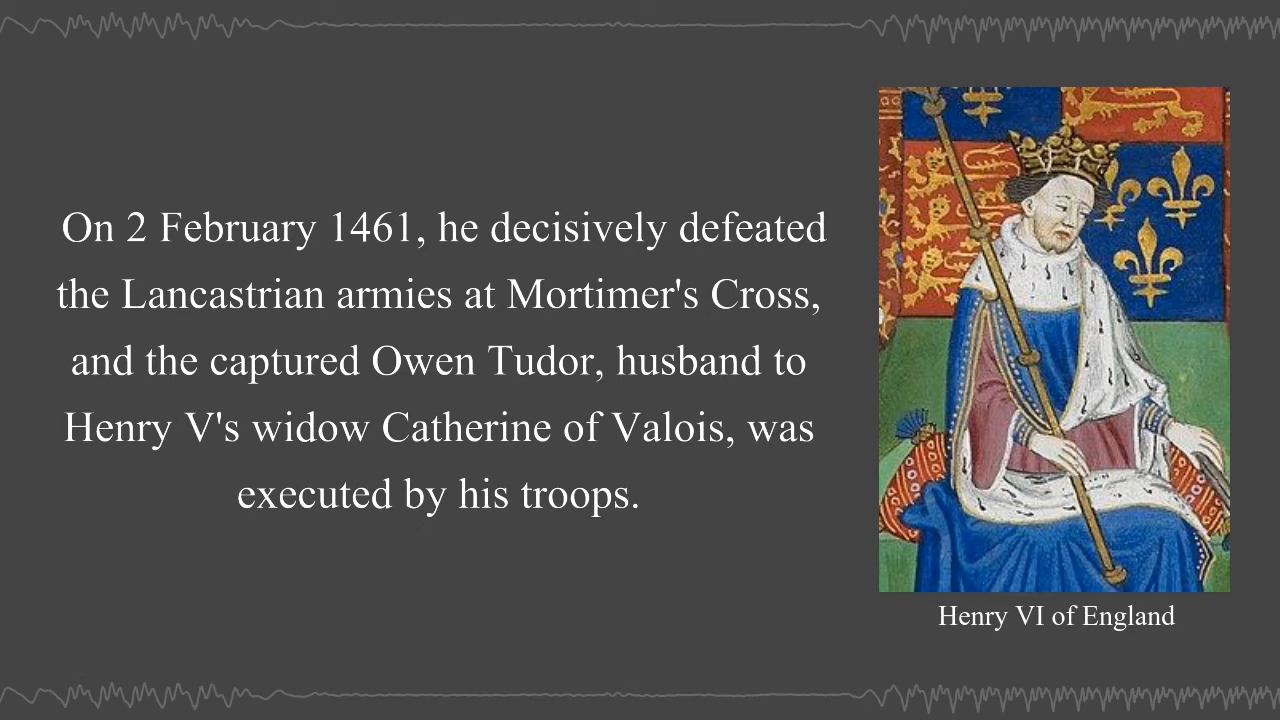 On 2 February 1461, he decisively defeated
the Lancastrian armies at Mortimer's Cross,
and the captured Owen Tudor, husband to
Henry V's widow Catherine of Valois, was
executed by his troops.
Henry VI of England